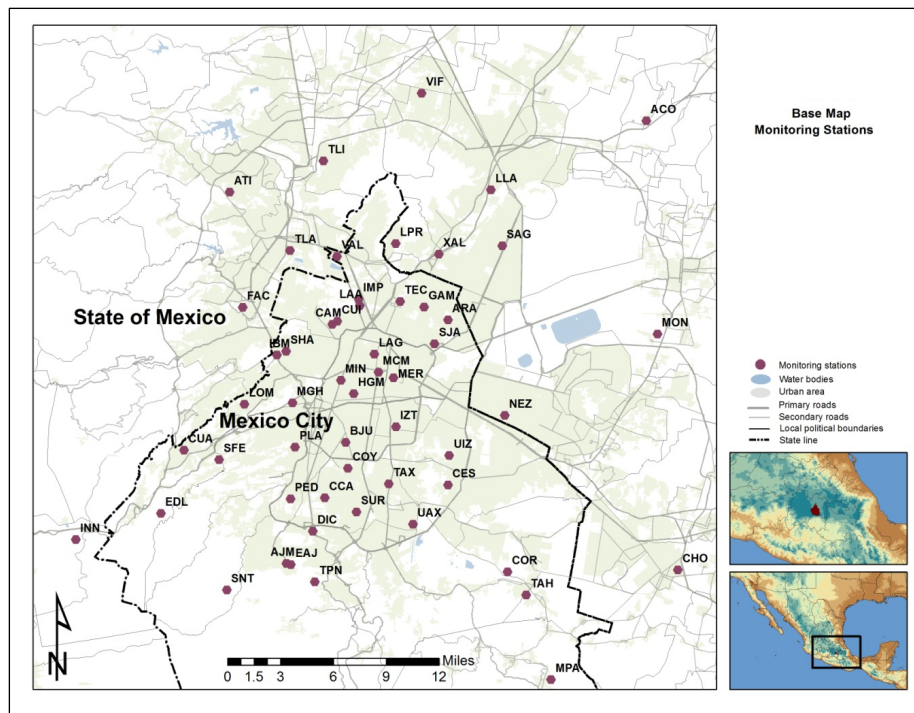 Base Map
Monitoring Stations
VIF
ACO
TLI
ATI
LLA
LPR
SAG
TLA
VAL
XAL
IMP
LAA
TEC
GAM
FAC
CUI
CAM
ARA
State of Mexico
SJA
MON
IBM
SHA
LAG
MCM
MIN
MER
HGM
LOM
MGH
NEZ
Mexico City
IZT
CUA
PLA
BJU
SFE
UIZ
COY
TAX
CES
PED
CCA
EDL
SUR
INN
DIC
UAX
AJM
EAJ
COR
CHO
SNT
TPN
TAH
MPA
N
Miles
0 1.5 3 6 9 12
Monitoring stations
Water bodies
Urban area
Primary roads
Secondary roads
Local political boundaries
State line